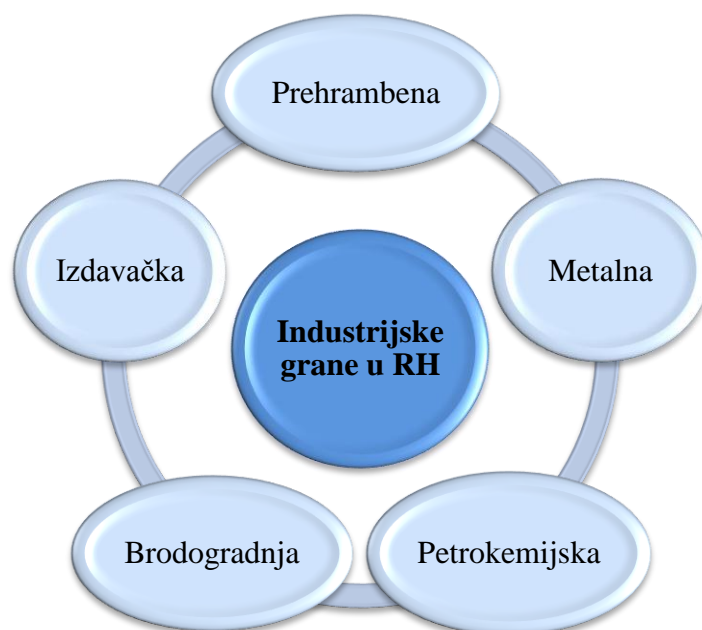 Prehrambena
Izdavačka
Metalna
Industrijske
grane u RH
Brodogradnja
Petrokemijska